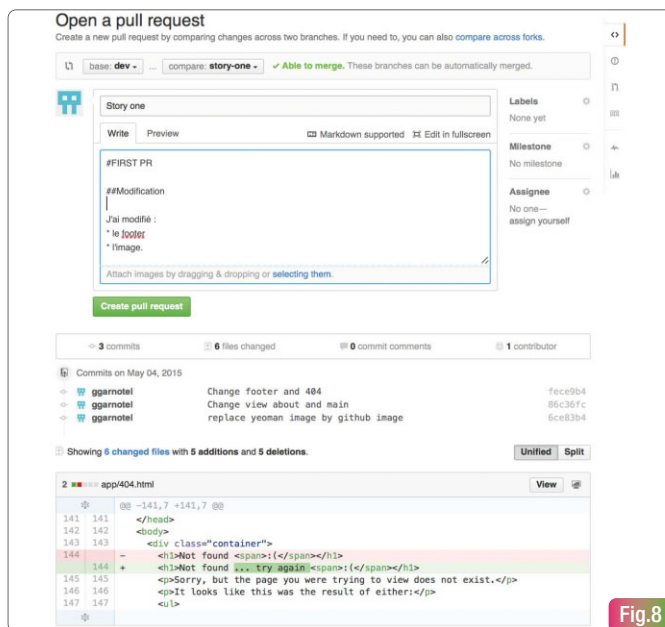 Open a pull request
Create a new pull request by comparing changes across two branches. If you need to, you can also compare across forks.
base: dev ... compare: story-one ✓ Able to merge. These branches can be automatically merged.
Story one
Write Preview Markdown supported Edit in fullscreen
#FIRST PR
##Modification
J'ai modifié :
* le footer
* l'image.
Attach images by dragging & dropping or selecting them.
Create pull request
Labels
None yet
Milestone
No milestone
Assignee
No one—
assign yourself
3 commits 6 files changed 0 commit comments 1 contributor
Commits on May 04, 2015
ggarnotel Change footer and 404 fece9b4
ggarnotel Change view about and main 86c36fc
ggarnotel replace yeoman image by github image 6ce83b4
Showing 6 changed files with 5 additions and 5 deletions. Unified Split
2 app/404.html View
@@ -141,7 +141,7 @@
141 141 </head>
142 142 <body>
143 143 <div class="container">
144 - <h1>Not found <span>:(</span></h1>
144 + <h1>Not found ... try again <span>:(</span></h1>
145 145 <p>Sorry, but the page you were trying to view does not exist.</p>
146 146 <p>It looks like this was the result of either:</p>
147 147 <ul>
Fig.8